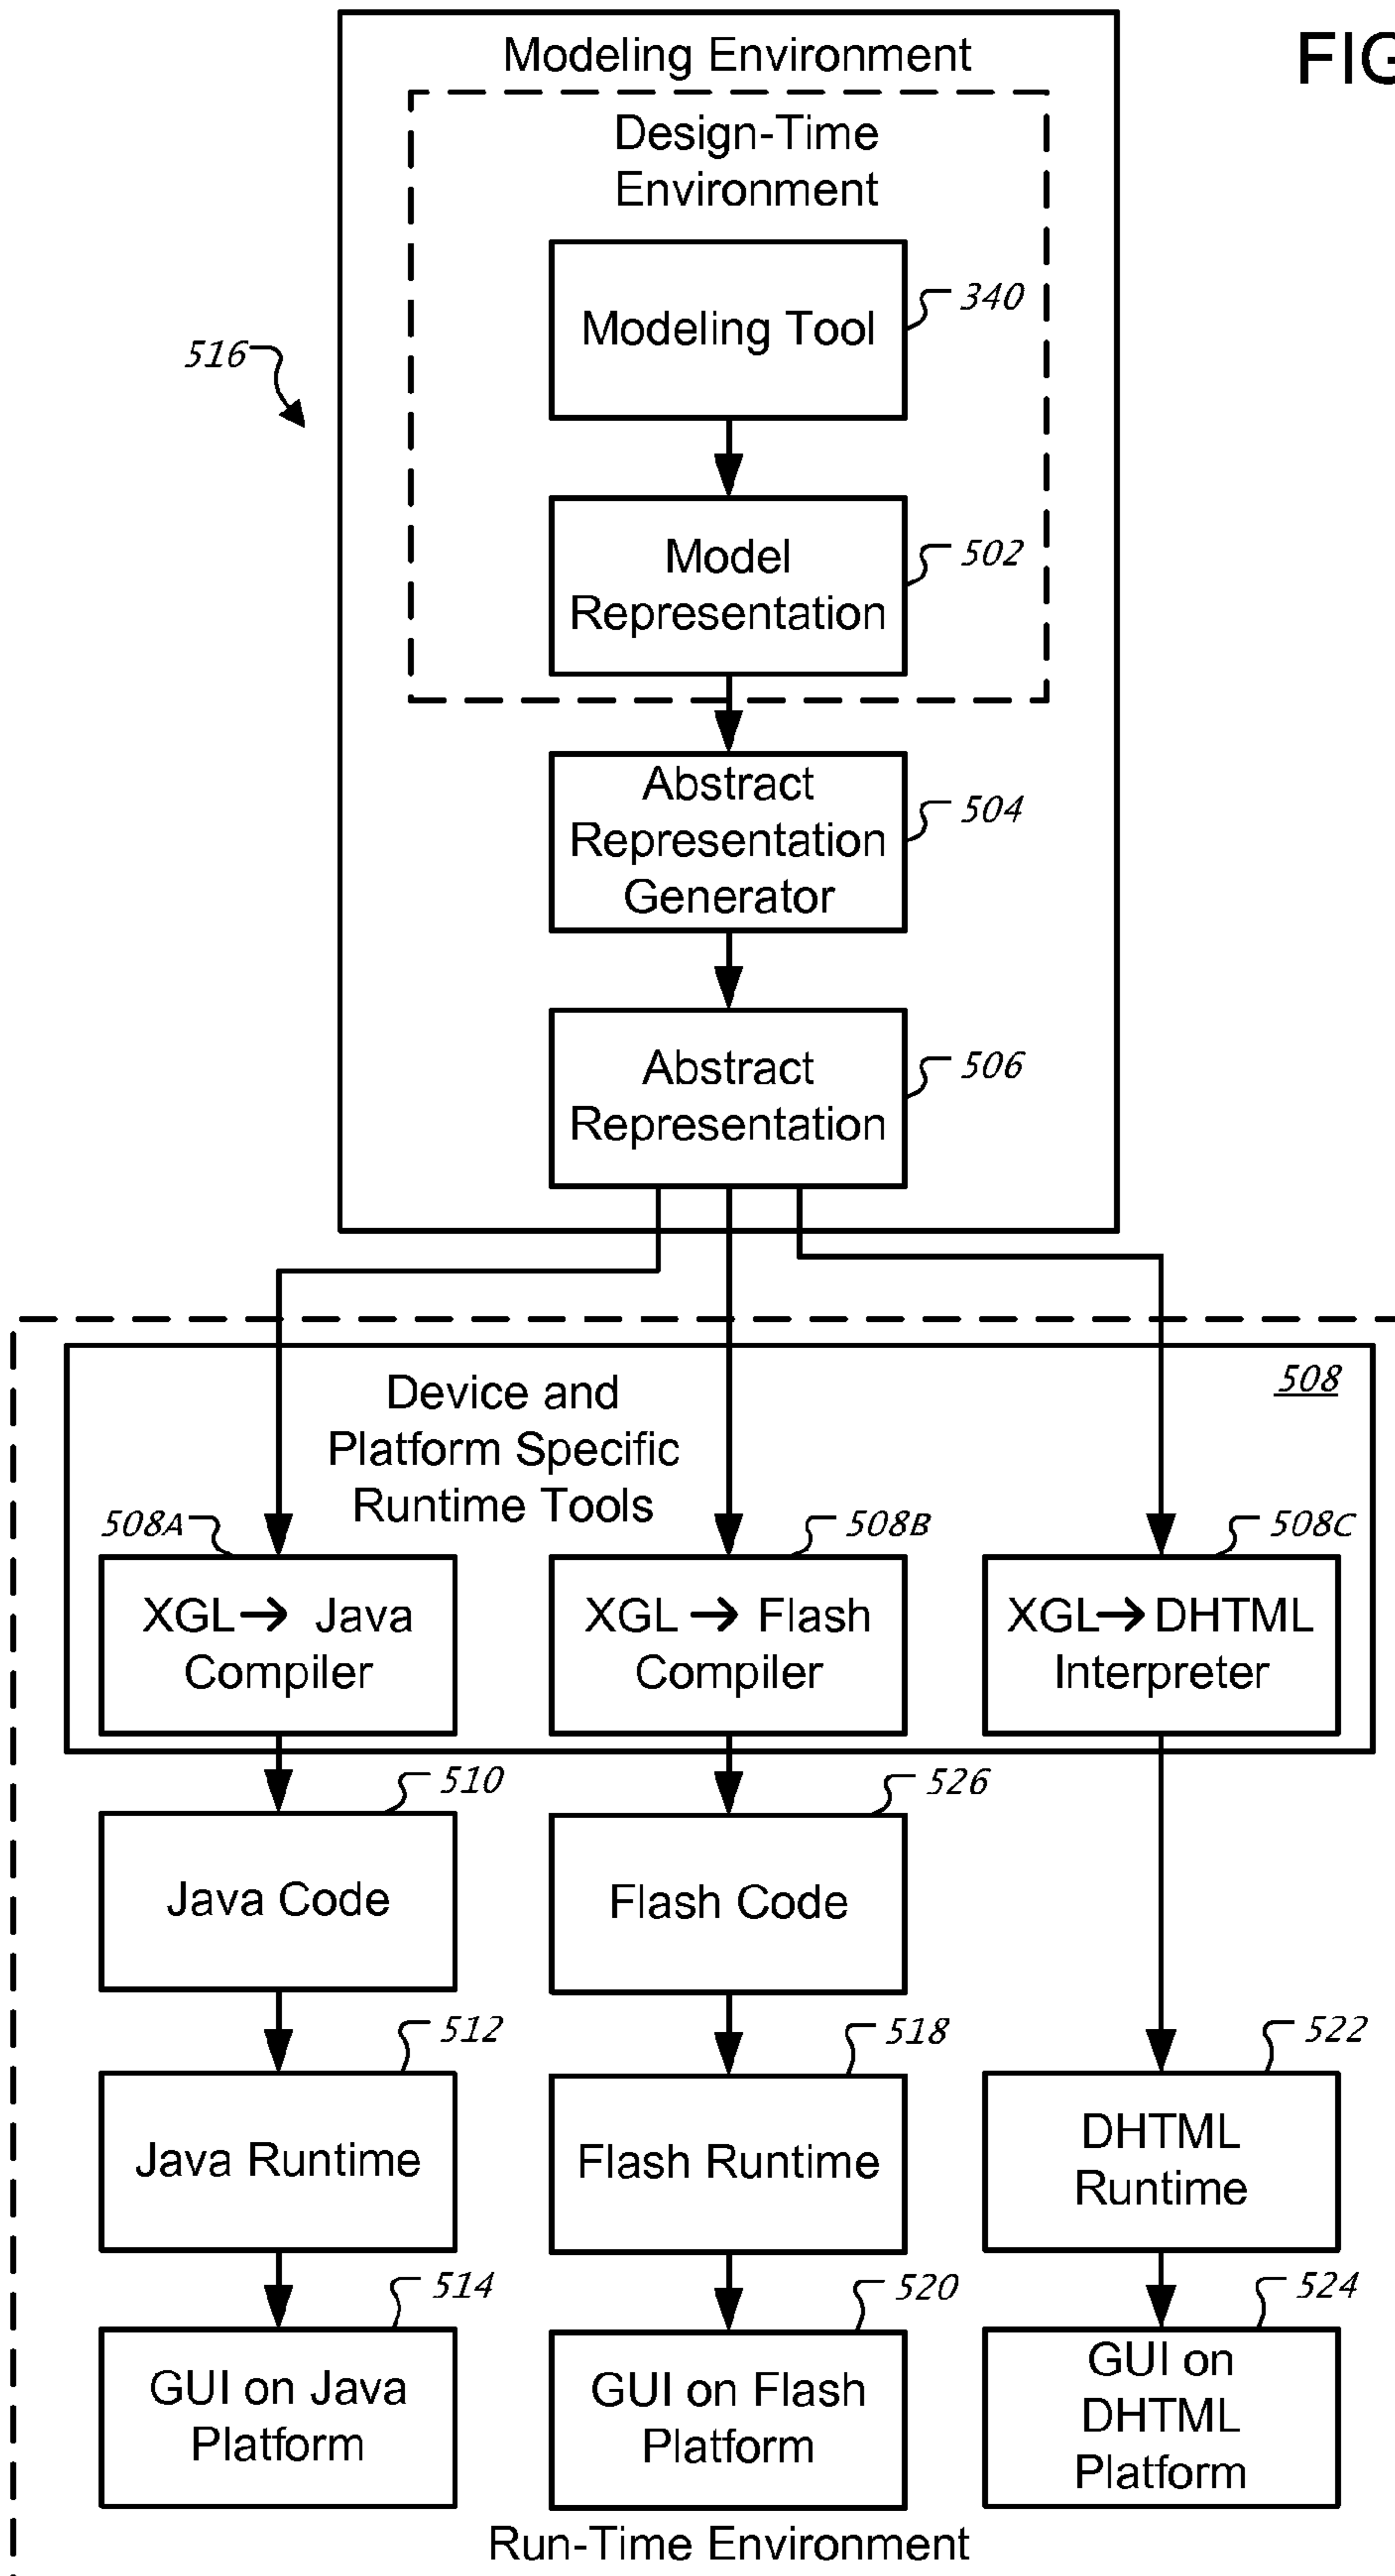 Modeling Environment
FIG
Design-Time
Environment
Modeling Tool
340
516
Model
Representation
502
Abstract
Representation
Generator
504
Abstract
Representation
506
508
Device and
Platform Specific
Runtime Tools
508A
508B
508C
XGL→ Java
Compiler
XGL → Flash
Compiler
XGL→DHTML
Interpreter
510
526
Java Code
Flash Code
512
518
522
Java Runtime
Flash Runtime
DHTML
Runtime
514
520
524
GUI on Java
Platform
GUI on Flash
Platform
GUI on
DHTML
Platform
Run-Time Environment